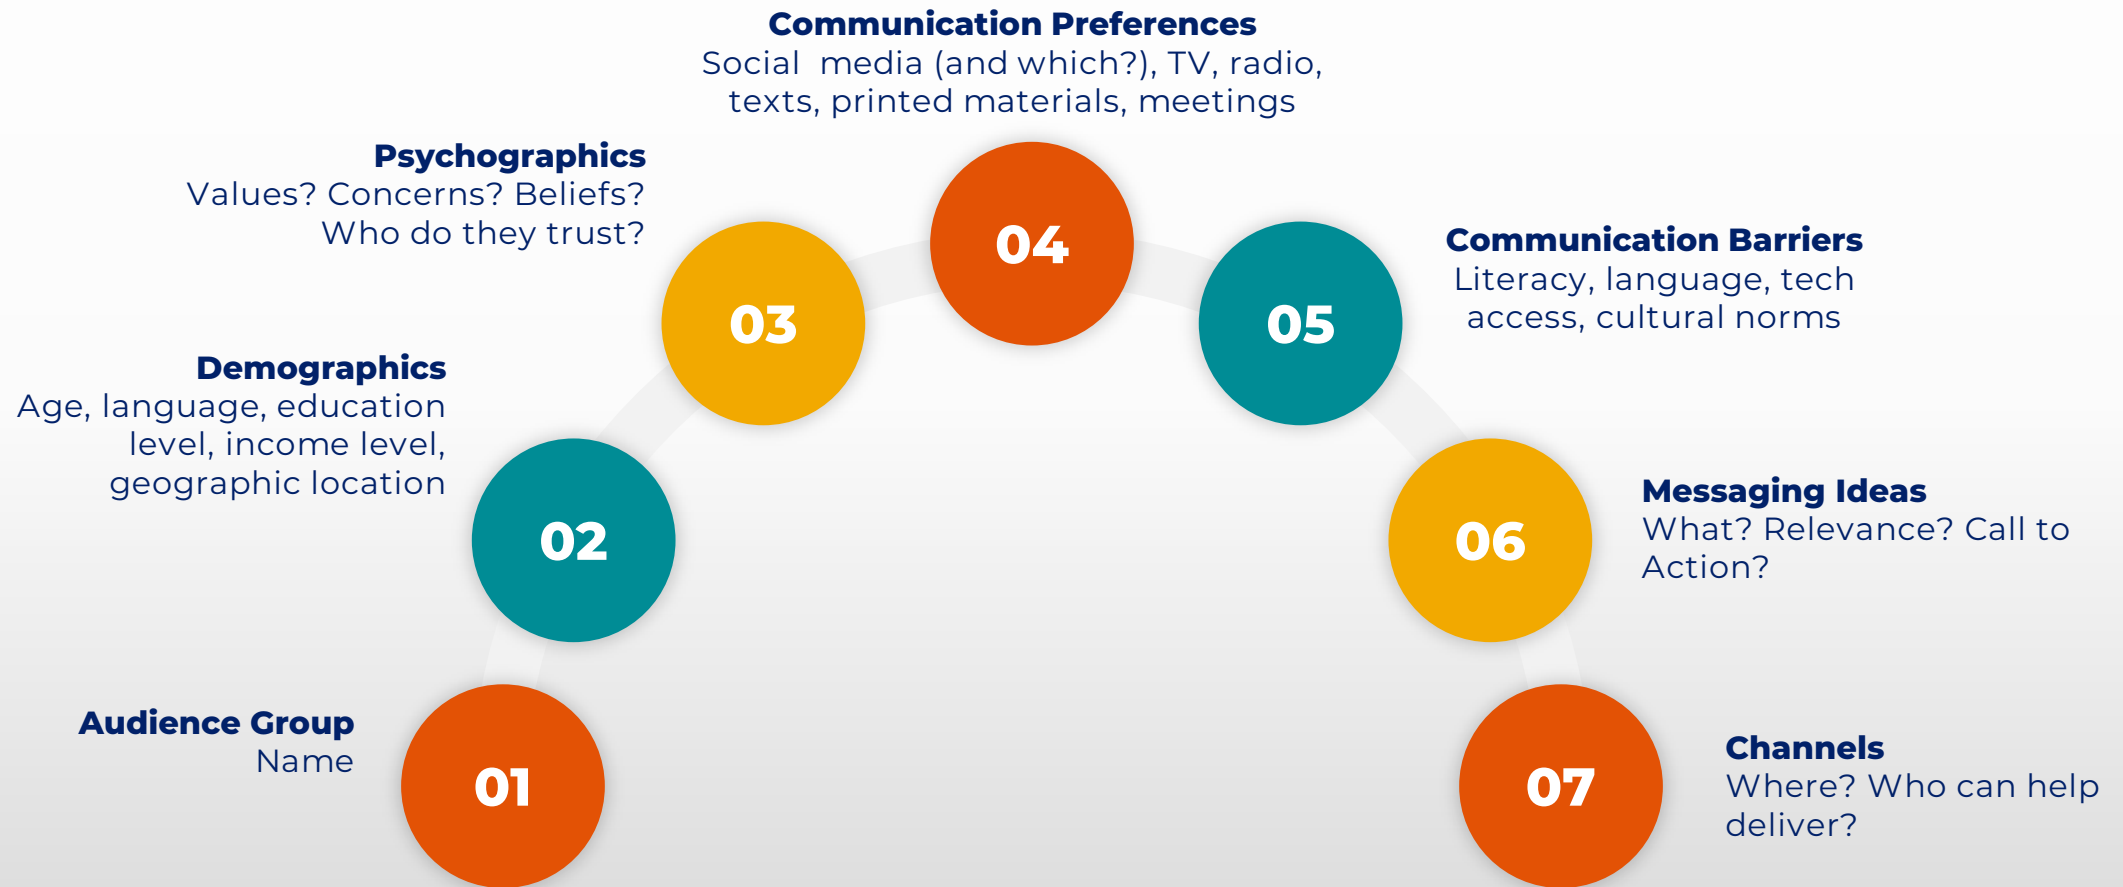 01
Audience Group
Name
02
Demographics
Age, language, education
level, income level,
geographic location
03
Psychographics
Values? Concerns? Beliefs?
Who do they trust?
04
Communication Preferences
Social  media (and which?), TV, radio,
texts, printed materials, meetings
05
Communication Barriers
Literacy, language, tech
access, cultural norms
06
Messaging Ideas
What? Relevance? Call to
Action?
07
Channels
Where? Who can help
deliver?